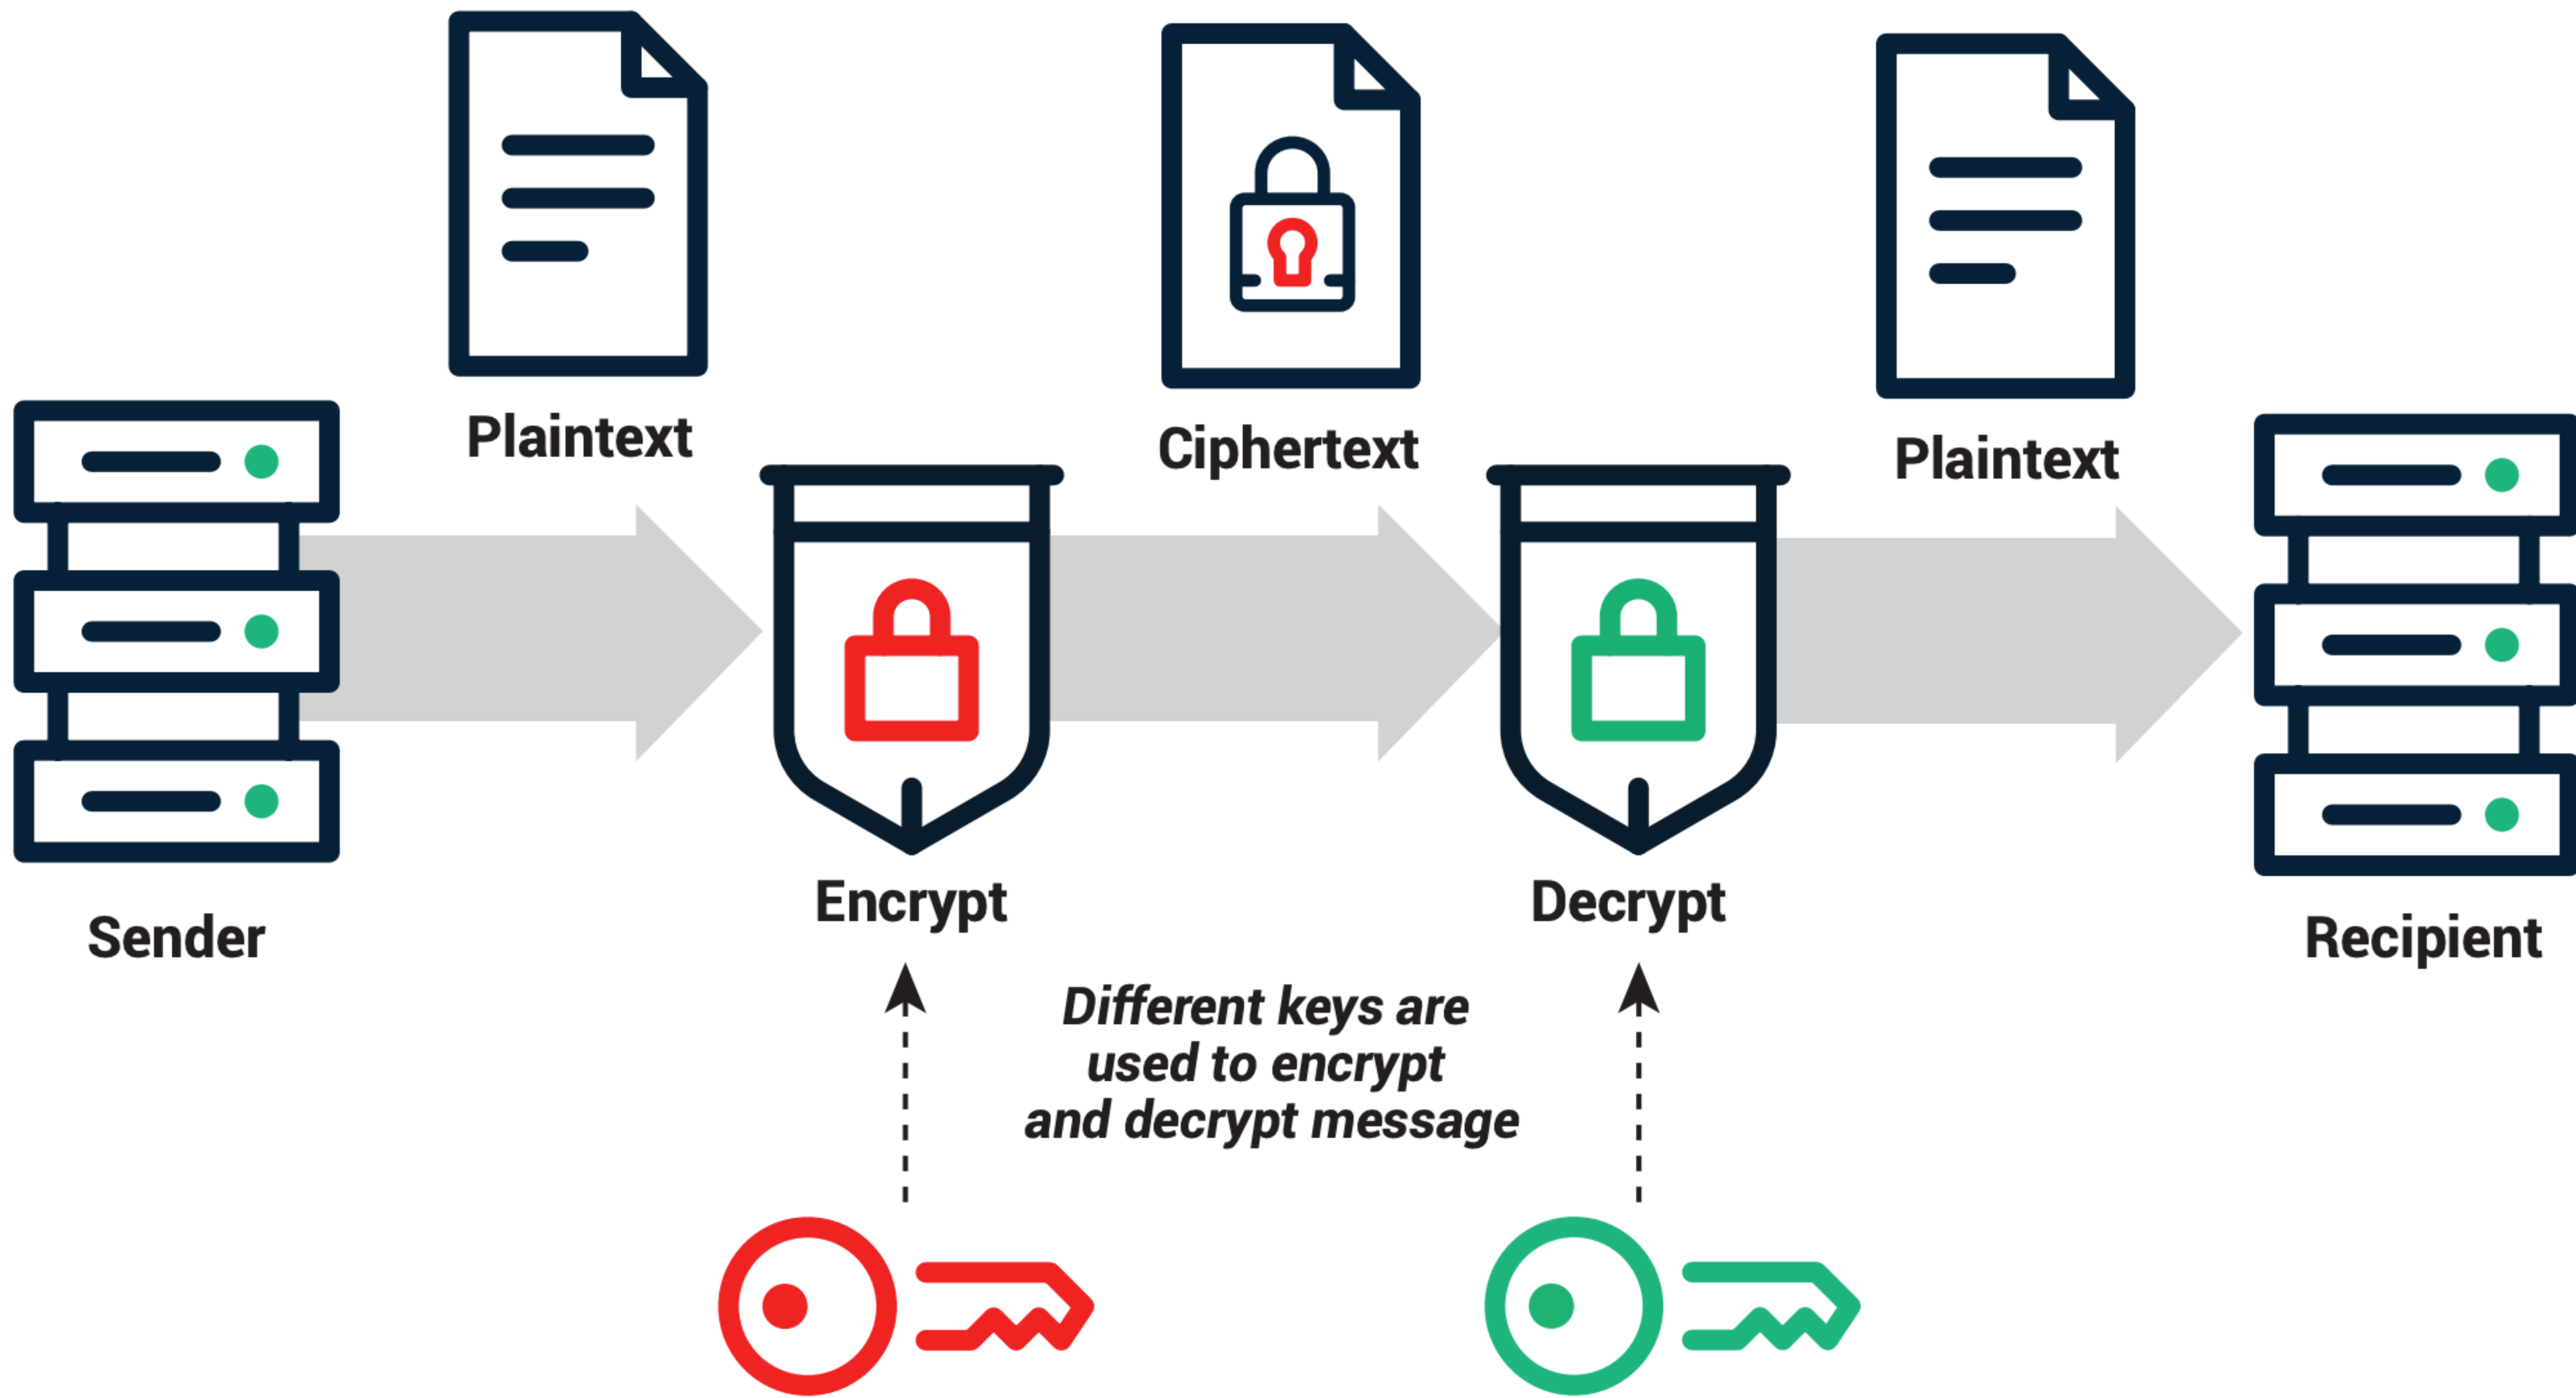 Plaintext
Ciphertext
Plaintext
Encrypt
Decrypt
Sender
Recipient
Different keys are
used to encrypt
and decrypt message